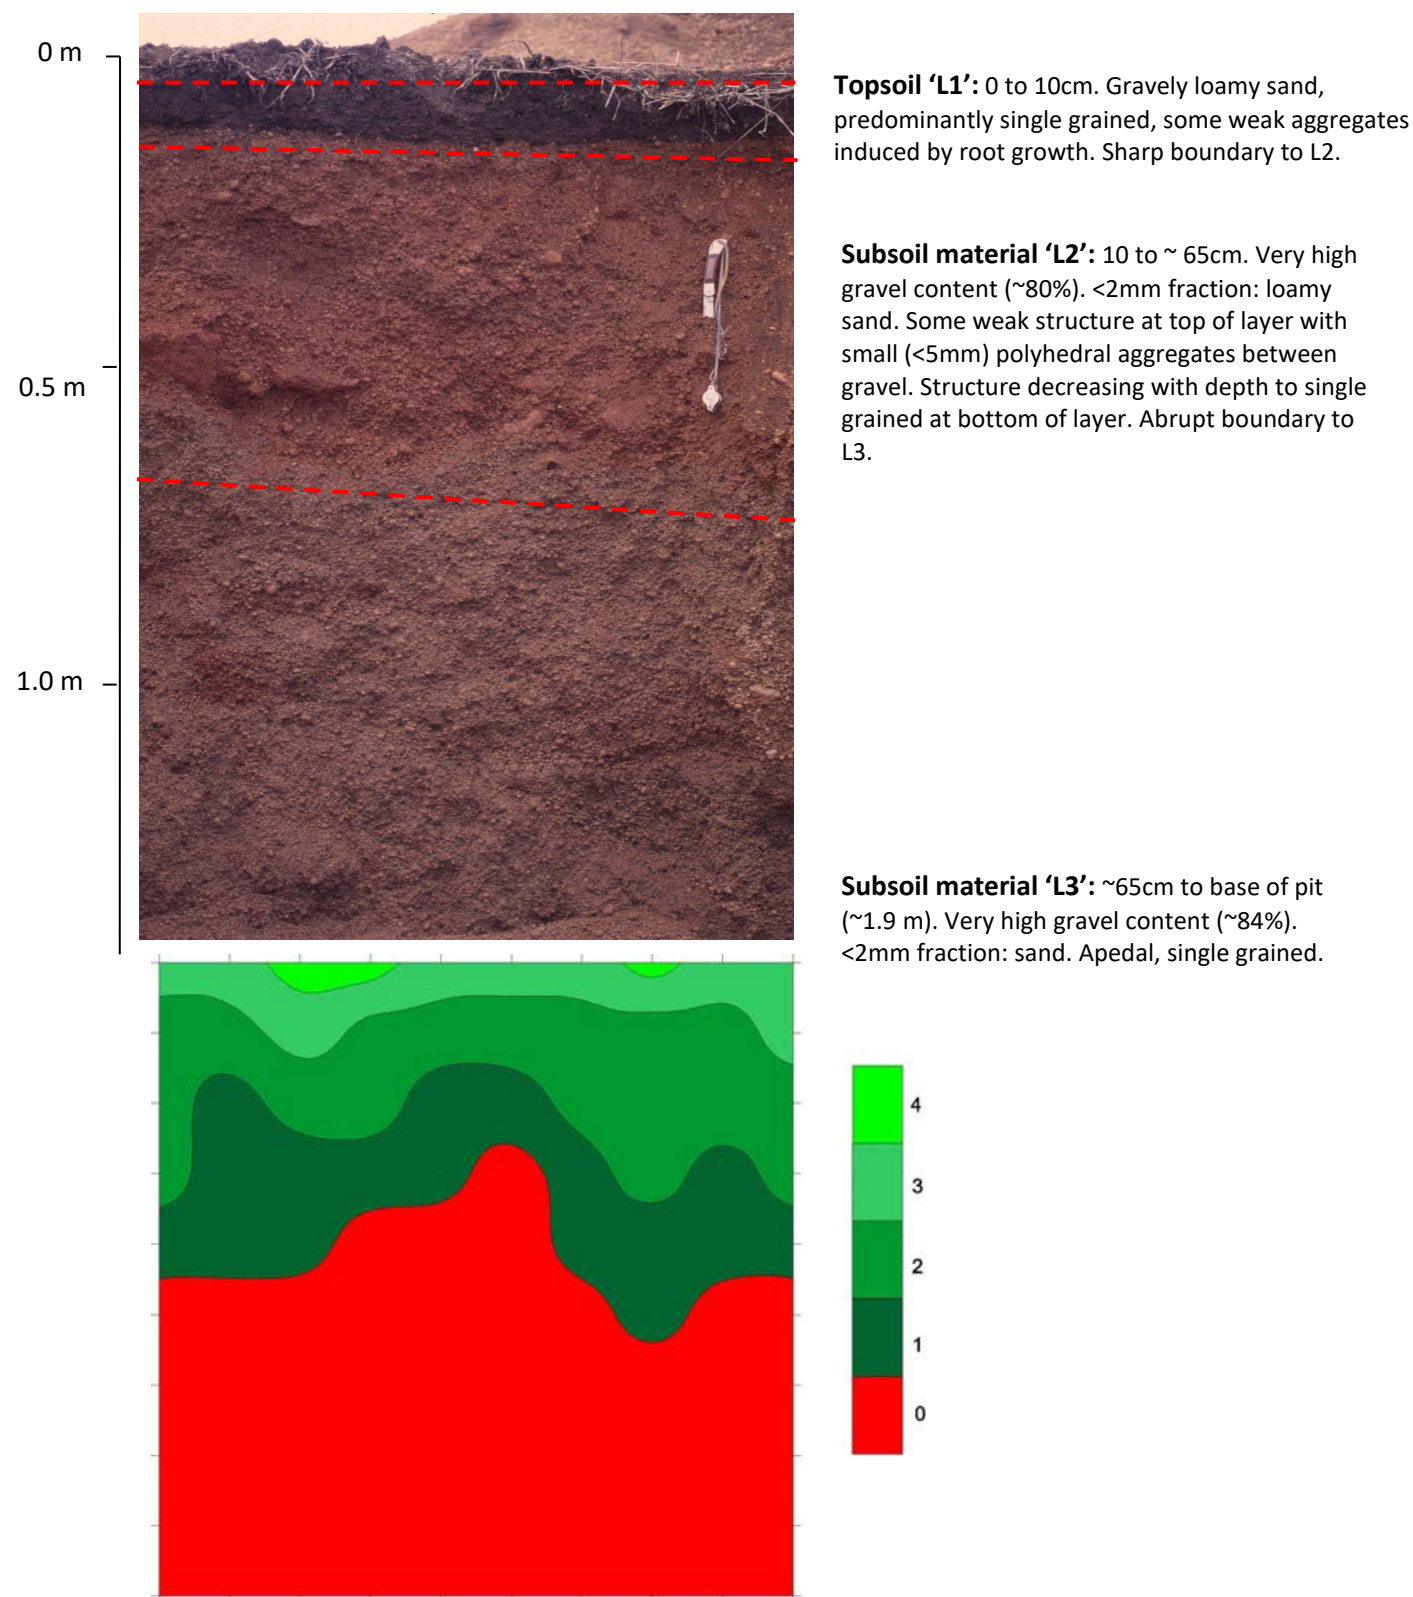 0 m
0.5 m
1.0 m
Topsoil ‘L1’: 0 to 10cm. Gravely loamy sand,
predominantly single grained, some weak aggregates
induced by root growth. Sharp boundary to L2.
Subsoil material ‘L2’: 10 to ~ 65cm. Very high
gravel content (~80%). <2mm fraction: loamy
sand. Some weak structure at top of layer with
small (<5mm) polyhedral aggregates between
gravel. Structure decreasing with depth to single
grained at bottom of layer. Abrupt boundary to
L3.
Subsoil material ‘L3’: ~65cm to base of pit
(~1.9 m). Very high gravel content (~84%).
<2mm fraction: sand. Apedal, single grained.
4
3
2
1
0